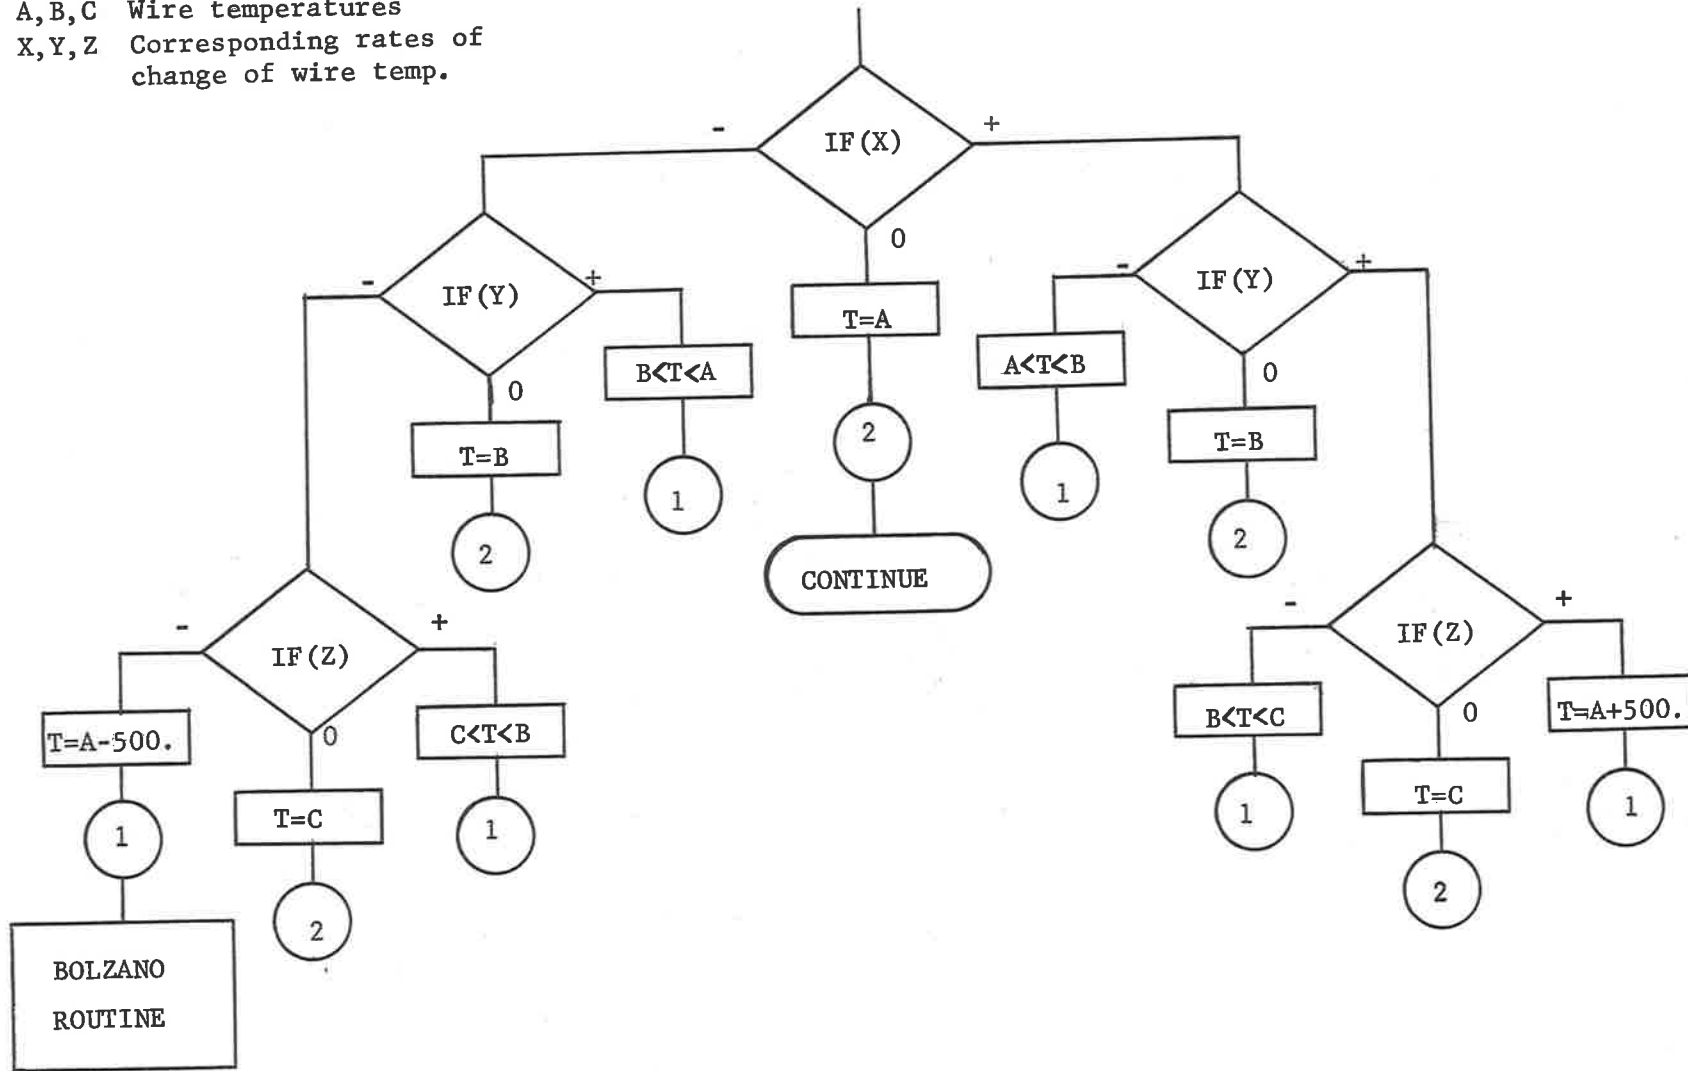 A,B,C Wire temperatures
X,Y,Z Corresponding rates of
change of wire temp.
IF(X)
-
+
0
IF(Y)
-
+
0
T=A
2
CONTINUE
IF(Y)
-
+
0
B<T<A
1
T=B
2
A<T<B
1
T=B
2
IF(Z)
-
+
0
T=A-500.
1
BOLZANO
ROUTINE
T=C
2
C<T<B
1
IF(Z)
-
+
0
B<T<C
1
T=C
2
T=A+500.
1